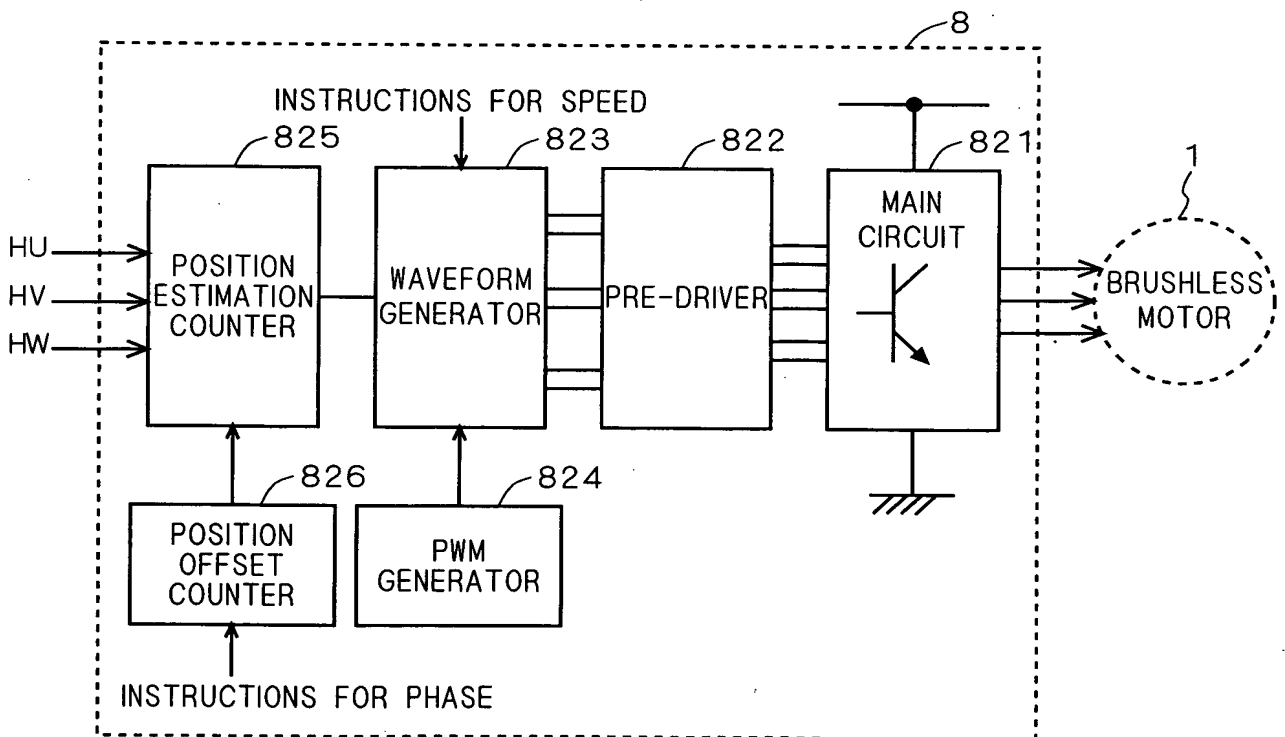 8
INSTRUCTIONS FOR SPEED
825
823
822
821
1
HU
HV
HW
POSITION
ESTIMATION
COUNTER
WAVEFORM
GENERATOR
PRE-DRIVER
MAIN
CIRCUIT
BRUSHLESS
MOTOR
826
824
POSITION
OFFSET
COUNTER
PWM
GENERATOR
INSTRUCTIONS FOR PHASE